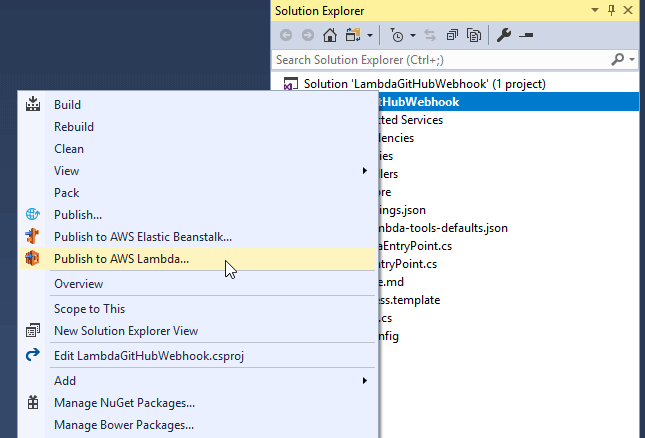 Solution Explorer
Search Solution Explorer (Ctrl+;)
Solution 'LambdaGitHubWebhook' (1 project)
tHubWebhook
cted Services
dencies
ies
llers
ore
ings.json
mbda-tools-defaults.json
aEntryPoint.cs
ntryPoint.cs
e.md
ess.template
.cs
nfig
Build
Rebuild
Clean
View
Pack
Publish...
Publish to AWS Elastic Beanstalk...
Publish to AWS Lambda...
Overview
Scope to This
New Solution Explorer View
Edit LambdaGitHubWebhook.csproj
Add
Manage NuGet Packages...
Manage Bower Packages...